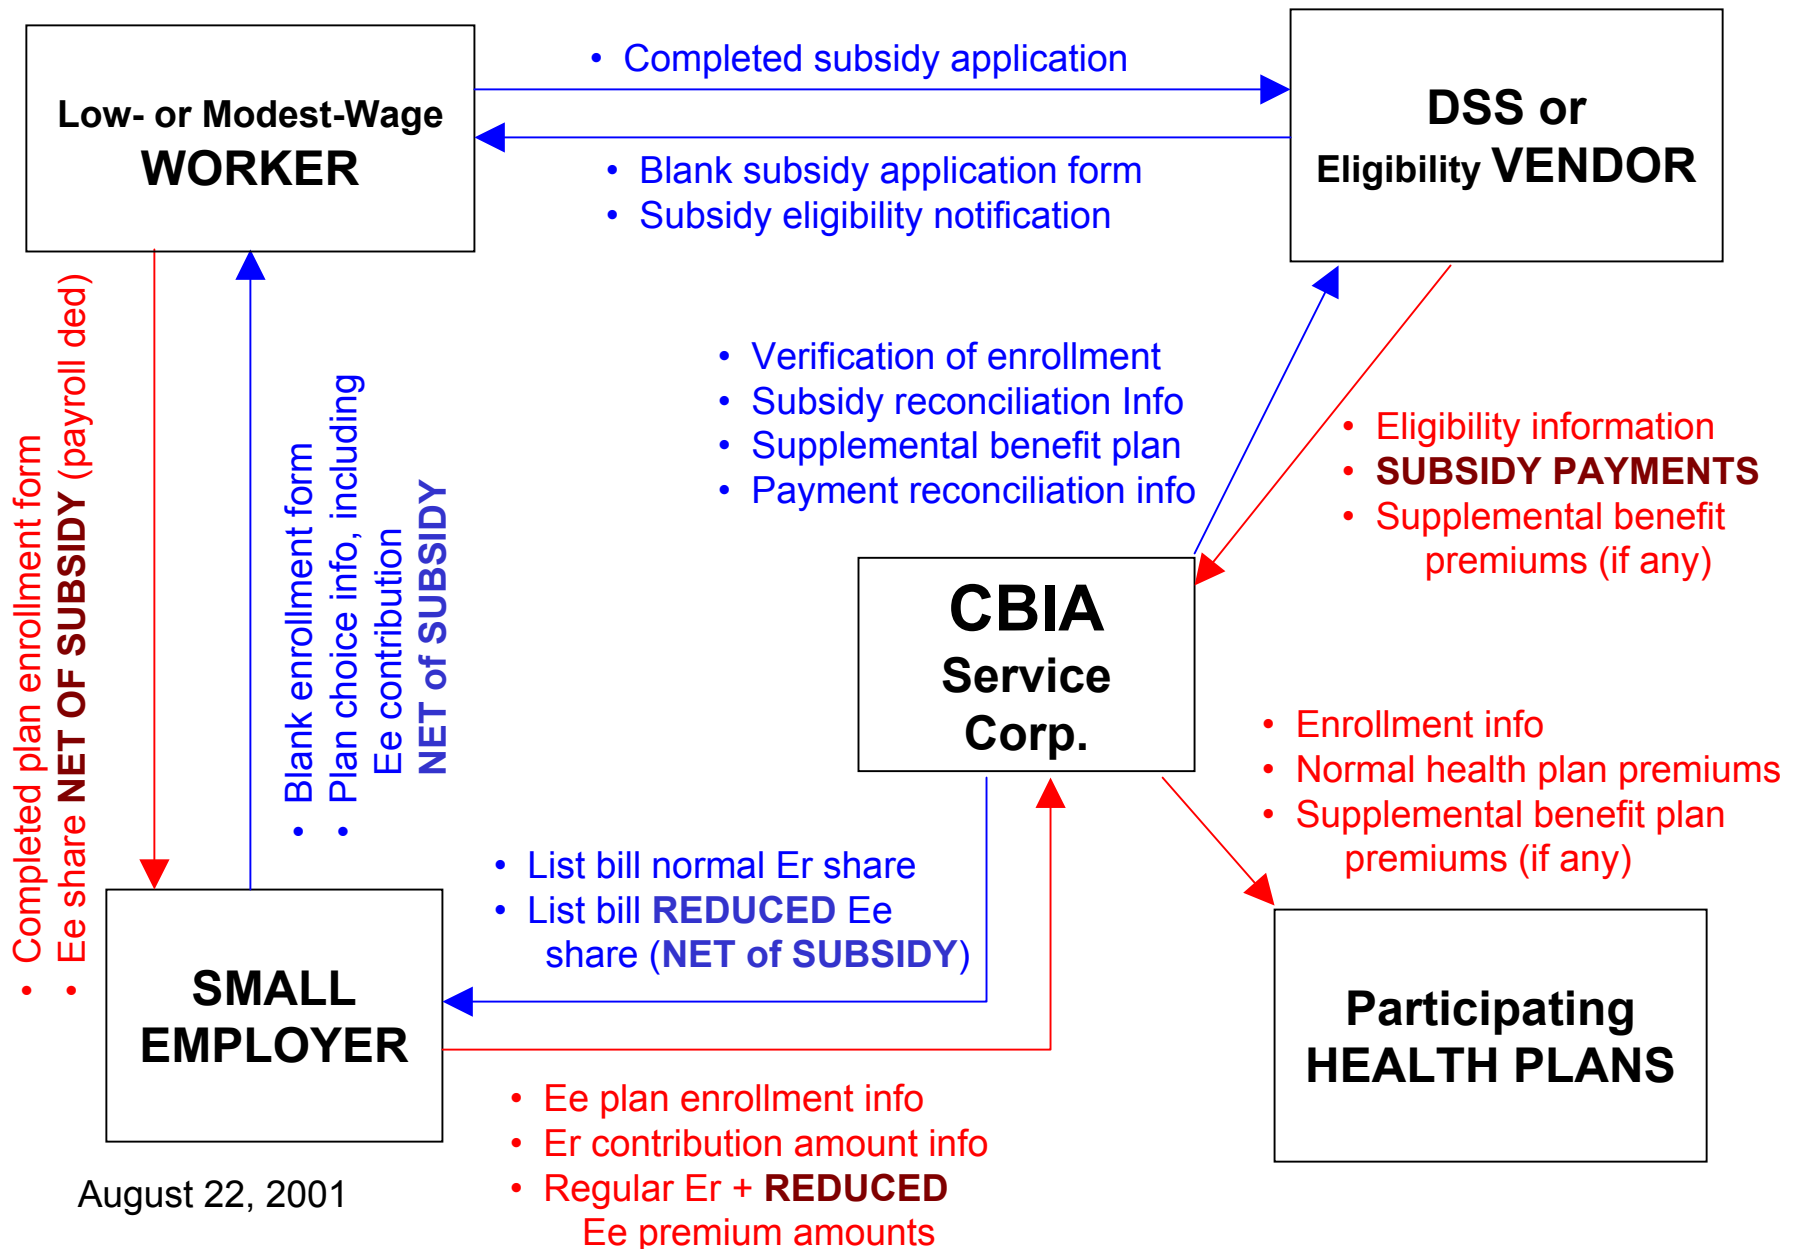 • Completed subsidy application
Low- or Modest-Wage
WORKER
DSS or
Eligibility VENDOR
• Blank subsidy application form
• Subsidy eligibility notification
• Completed plan enrollment form
• Ee share NET OF SUBSIDY (payroll ded)
• Blank enrollment form
• Plan choice info, including
Ee contribution
NET of SUBSIDY
• Verification of enrollment
• Subsidy reconciliation Info
• Supplemental benefit plan
• Payment reconciliation info
• Eligibility information
• SUBSIDY PAYMENTS
• Supplemental benefit
premiums (if any)
CBIA
Service
Corp.
• Enrollment info
• Normal health plan premiums
• Supplemental benefit plan
premiums (if any)
• List bill normal Er share
• List bill REDUCED Ee
share (NET of SUBSIDY)
SMALL
EMPLOYER
Participating
HEALTH PLANS
• Ee plan enrollment info
• Er contribution amount info
• Regular Er + REDUCED
Ee premium amounts
August 22, 2001